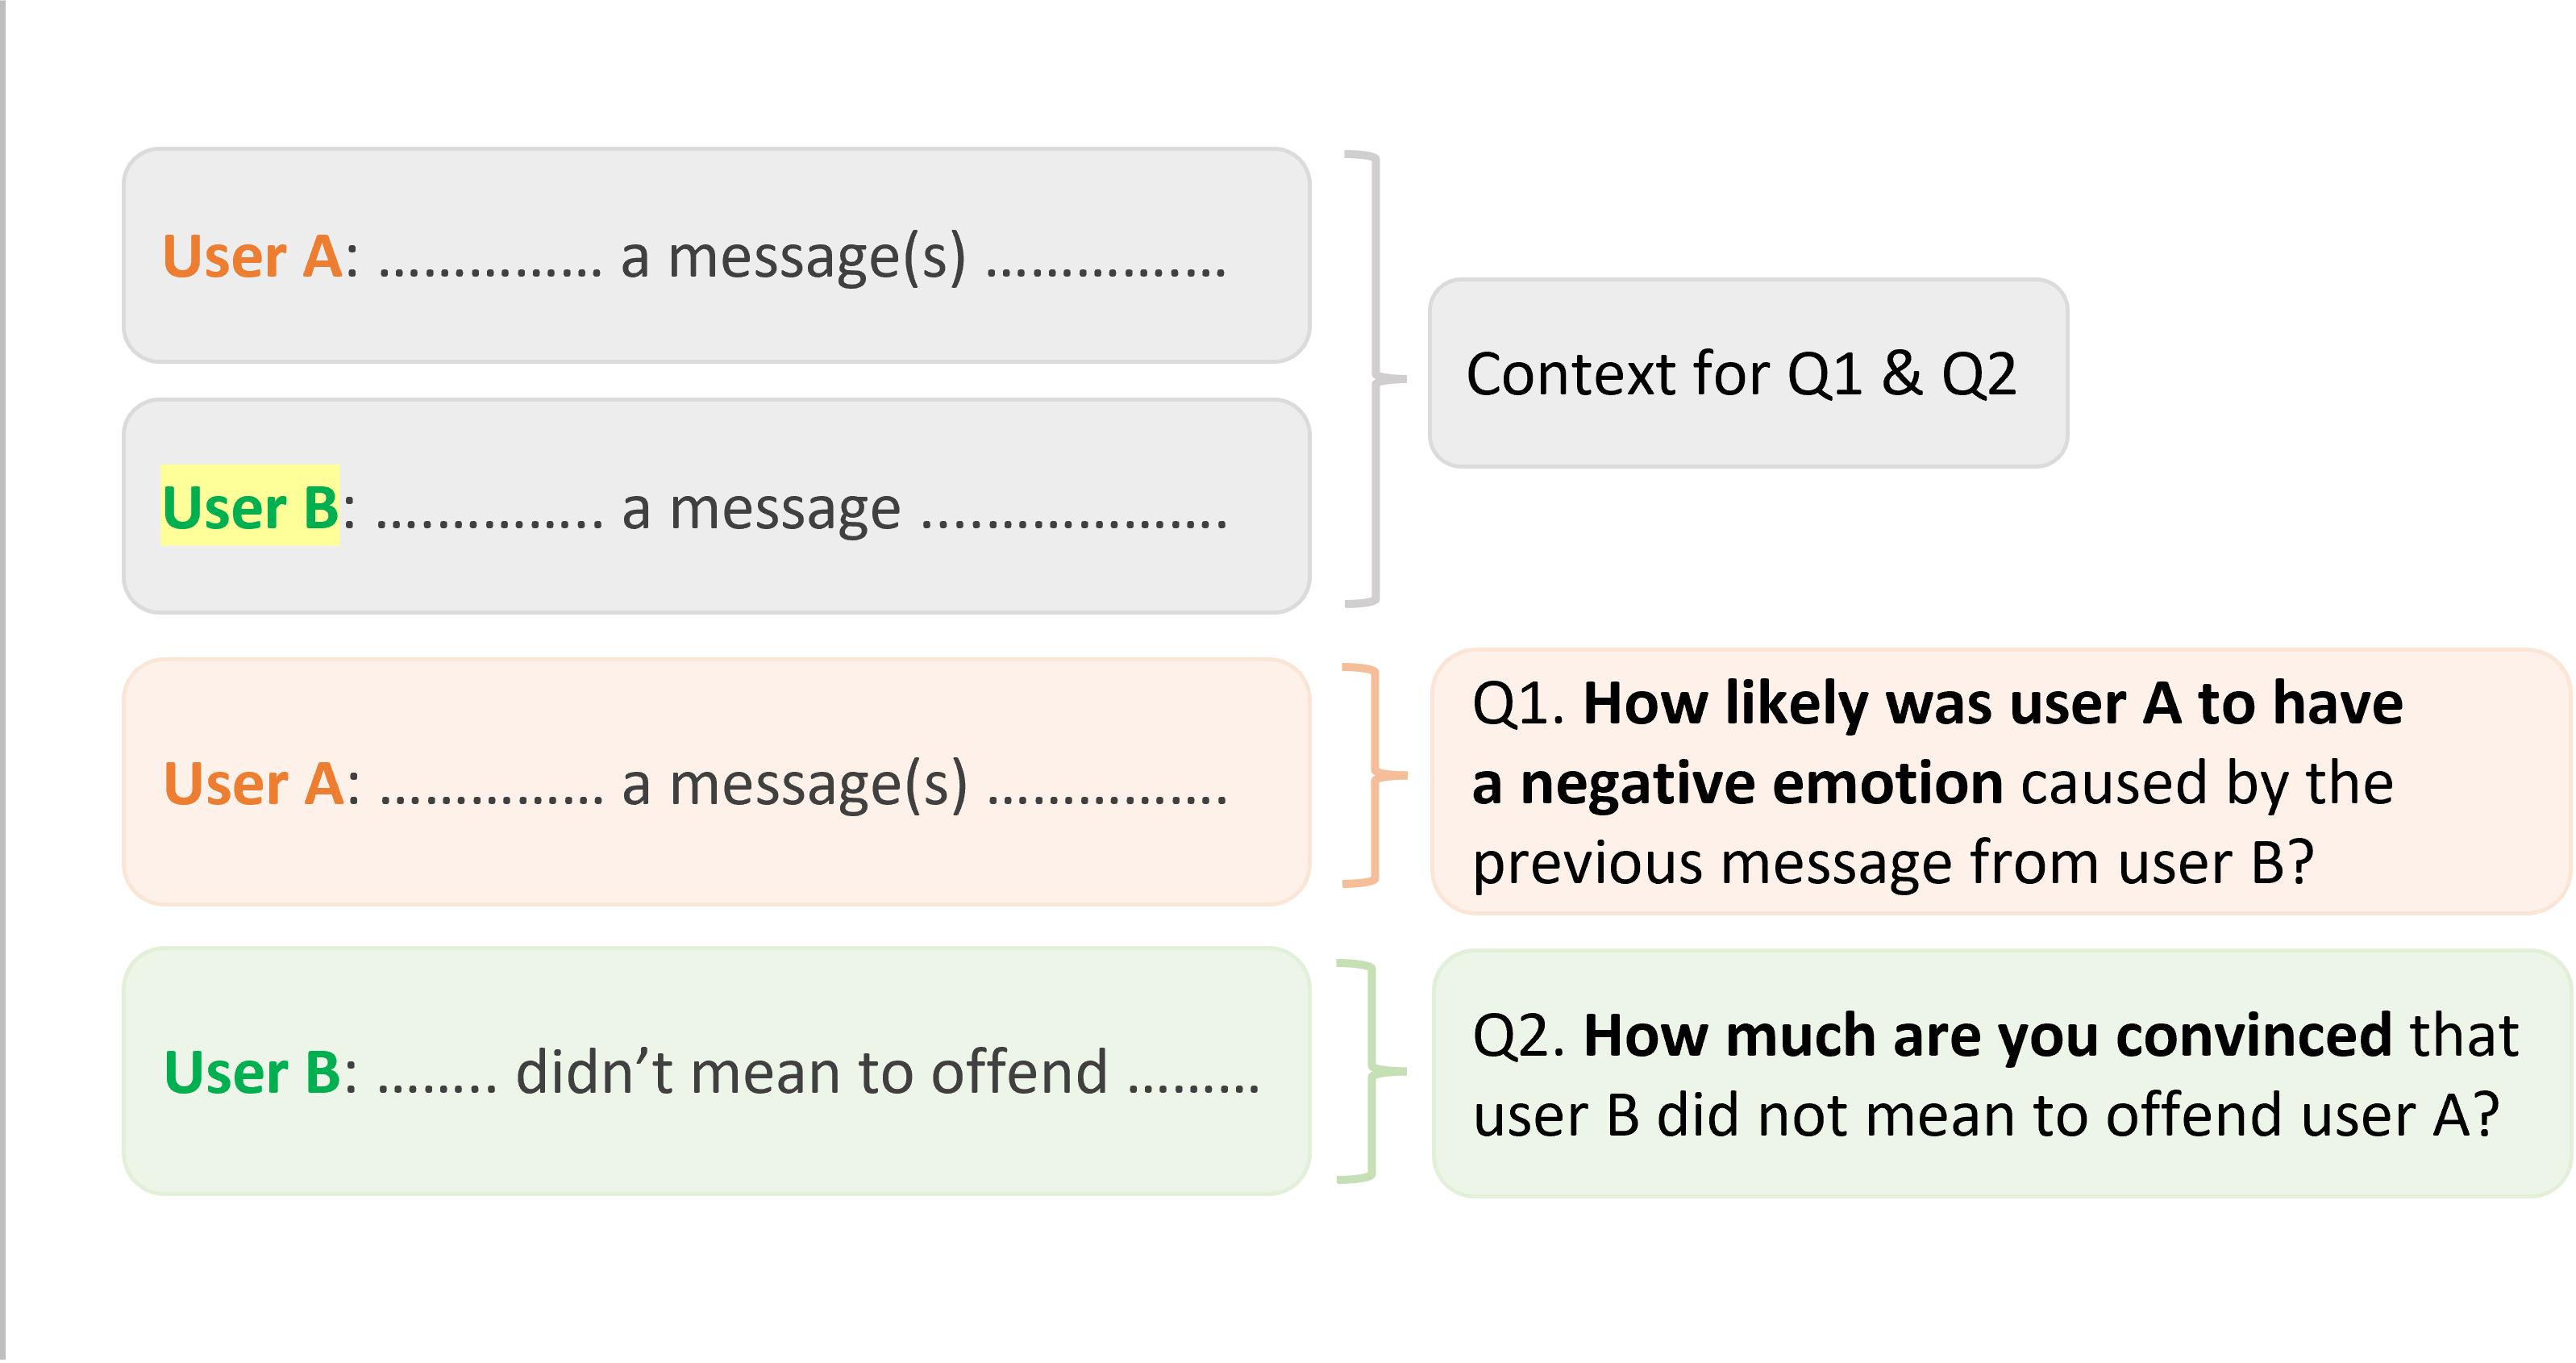 User A: ............... a message(s) ................
User B: ............... a message ...................
Context for Q1 & Q2
User A: ............... a message(s) ................
Q1. How likely was user A to have
a negative emotion caused by the
previous message from user B?
User B: ........ didn’t mean to offend .........
Q2. How much are you convinced that
user B did not mean to offend user A?